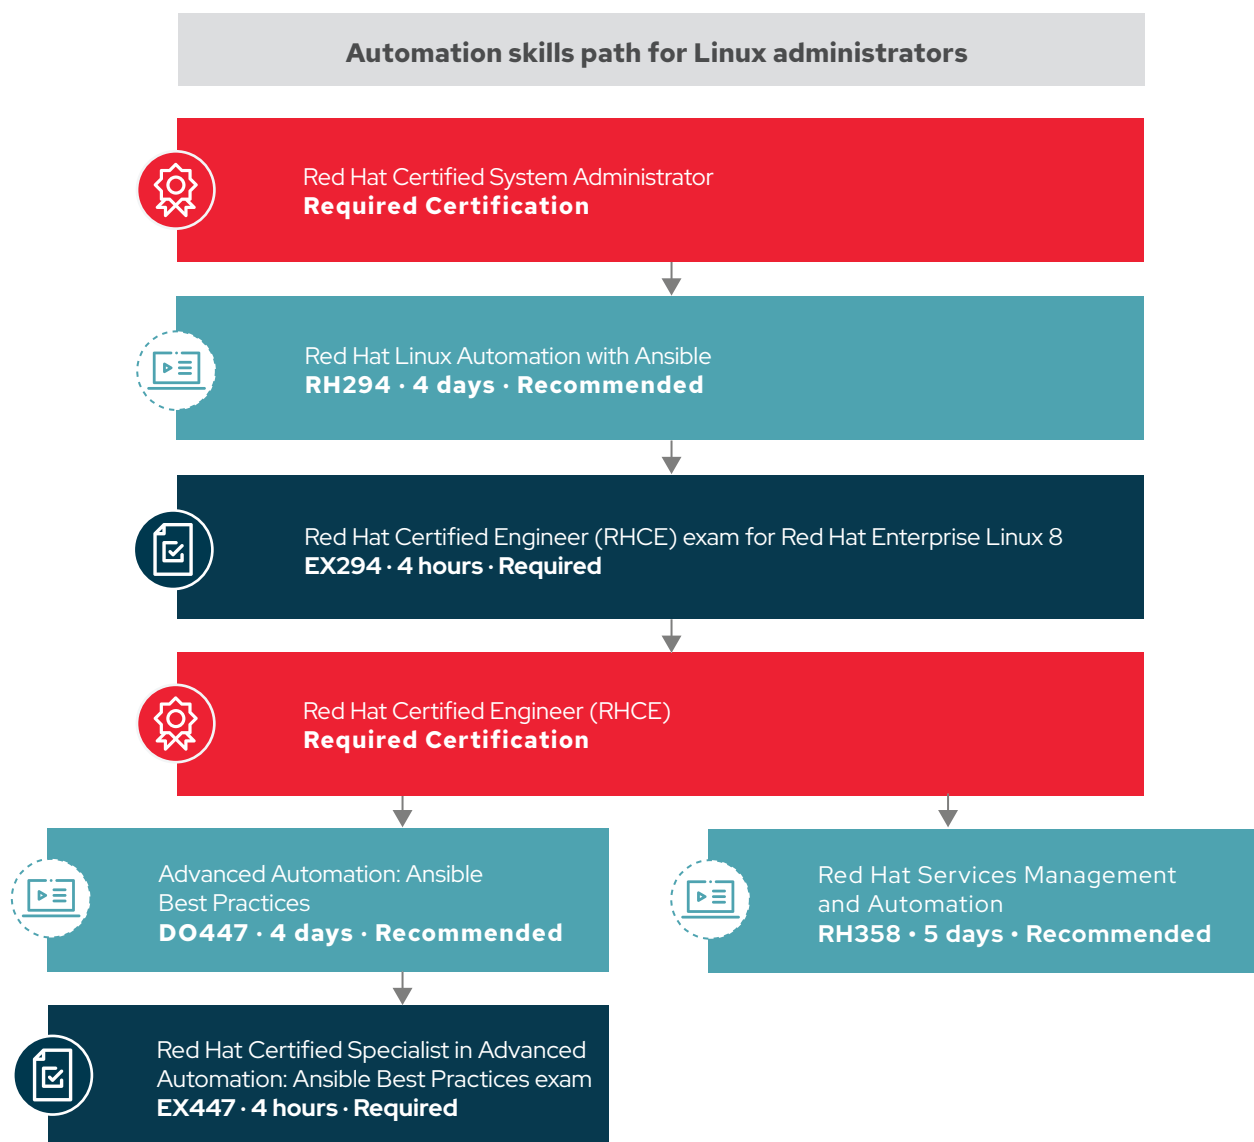 Automation skills path for Linux administrators
Red Hat Certified System Administrator
Required Certification
Red Hat Linux Automation with Ansible
RH294 · 4 days · Recommended
Red Hat Certified Engineer (RHCE) exam for Red Hat Enterprise Linux 8
EX294 · 4 hours · Required
Red Hat Certified Engineer (RHCE)
Required Certification
Advanced Automation: Ansible
Best Practices
DO447 · 4 days · Recommended
Red Hat Services Management
and Automation
RH358 • 5 days • Recommended
Red Hat Certified Specialist in Advanced
Automation: Ansible Best Practices exam
EX447 · 4 hours · Required